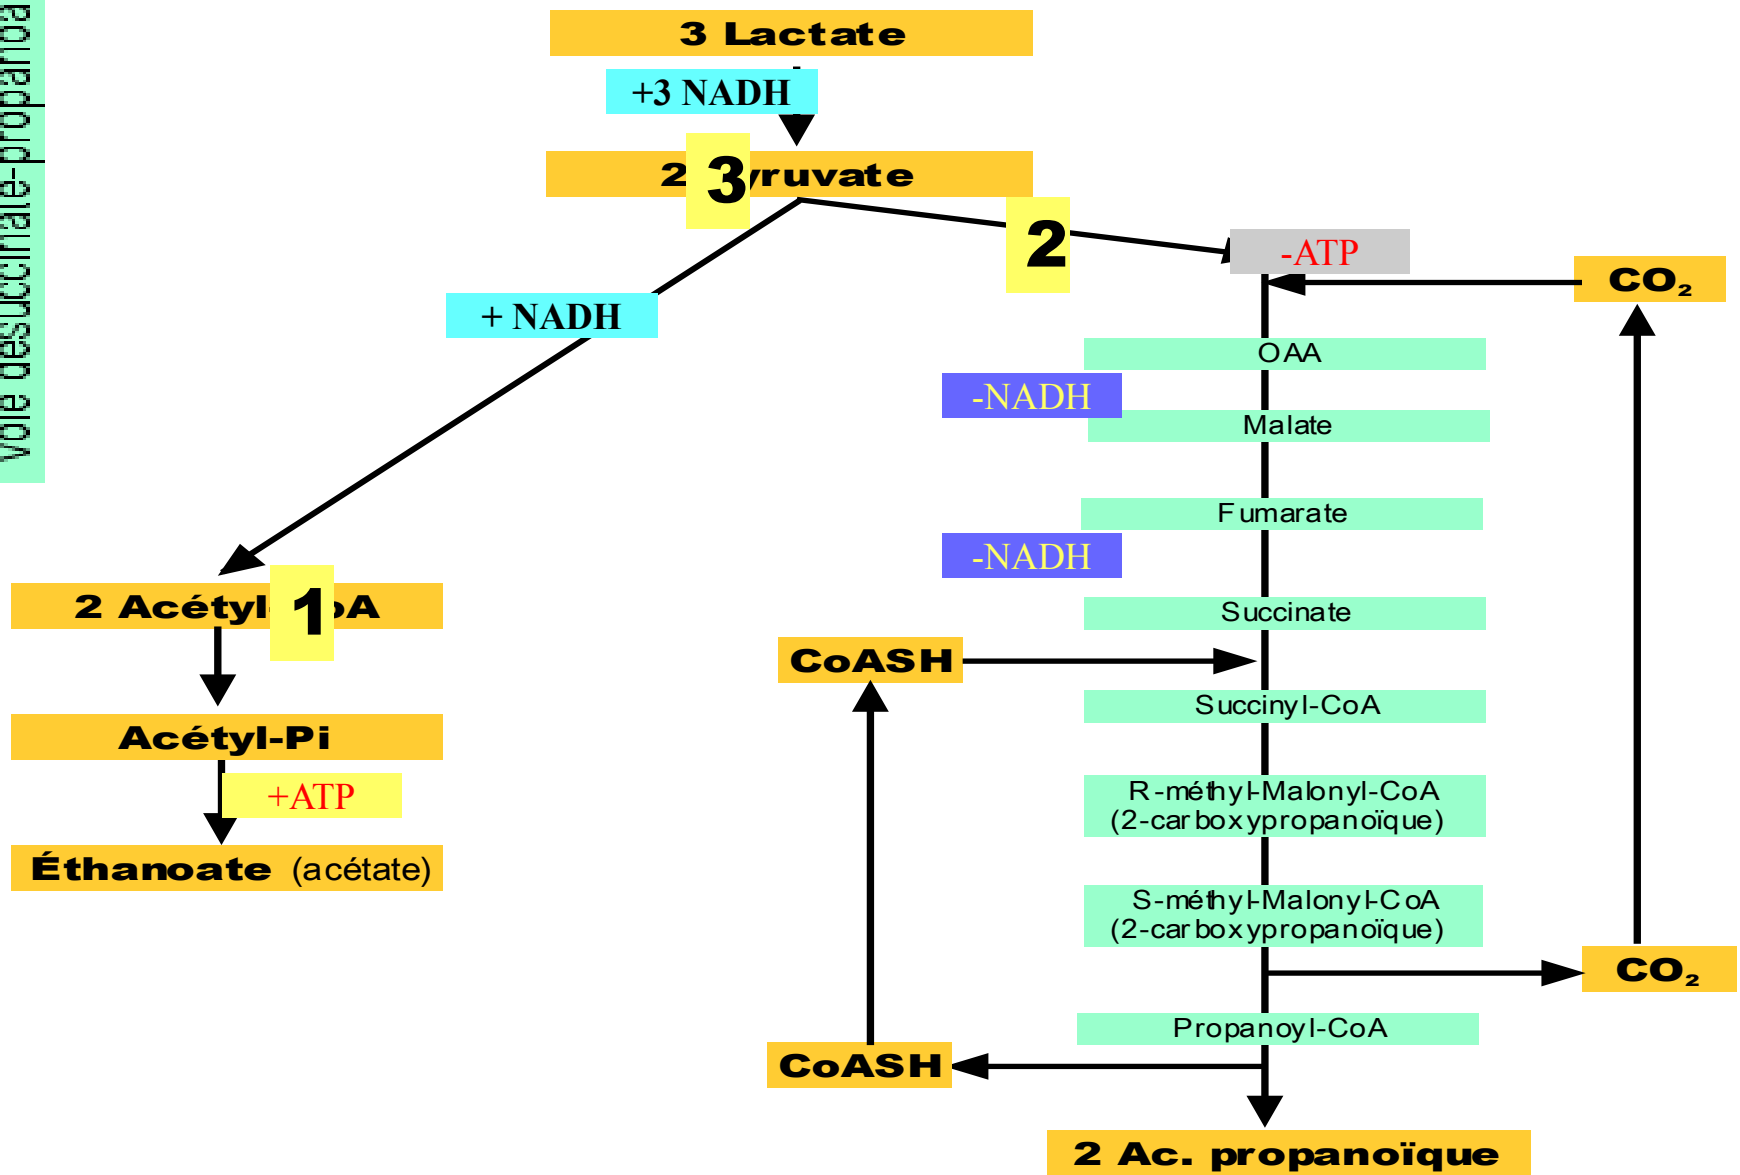 voie desuccinate-propanoa
3 Lactate
+3 NADH
2 3 yruvate
2
-ATP
CO₂
+ NADH
OAA
-NADH
Malate
Fumarate
-NADH
2 Acétyl- 1 oA
Succinate
CoASH
Succinyl-CoA
Acétyl-Pi
+ATP
R-méthyl-Malonyl-CoA
(2-carboxypropanoïque)
Éthanoate (acétate)
S-méthyl-Malonyl-CoA
(2-carboxypropanoïque)
CO₂
Propanoyl-CoA
CoASH
2 Ac. propanoïque